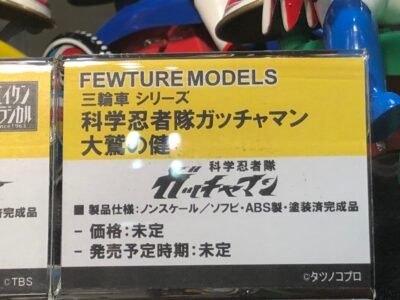 FEWTURE MODELS
三輪車 シリーズ
科学忍者隊ガッチャマン
大鷲の健
科学忍者隊
ガッチャマン
■ 製品仕様:ノンスケール/ソフビ・ABS製・塗装済完成品
- 価格:未定
- 発売予定時期:未定
©タツノコプロ
since1963
完成品
©TBS